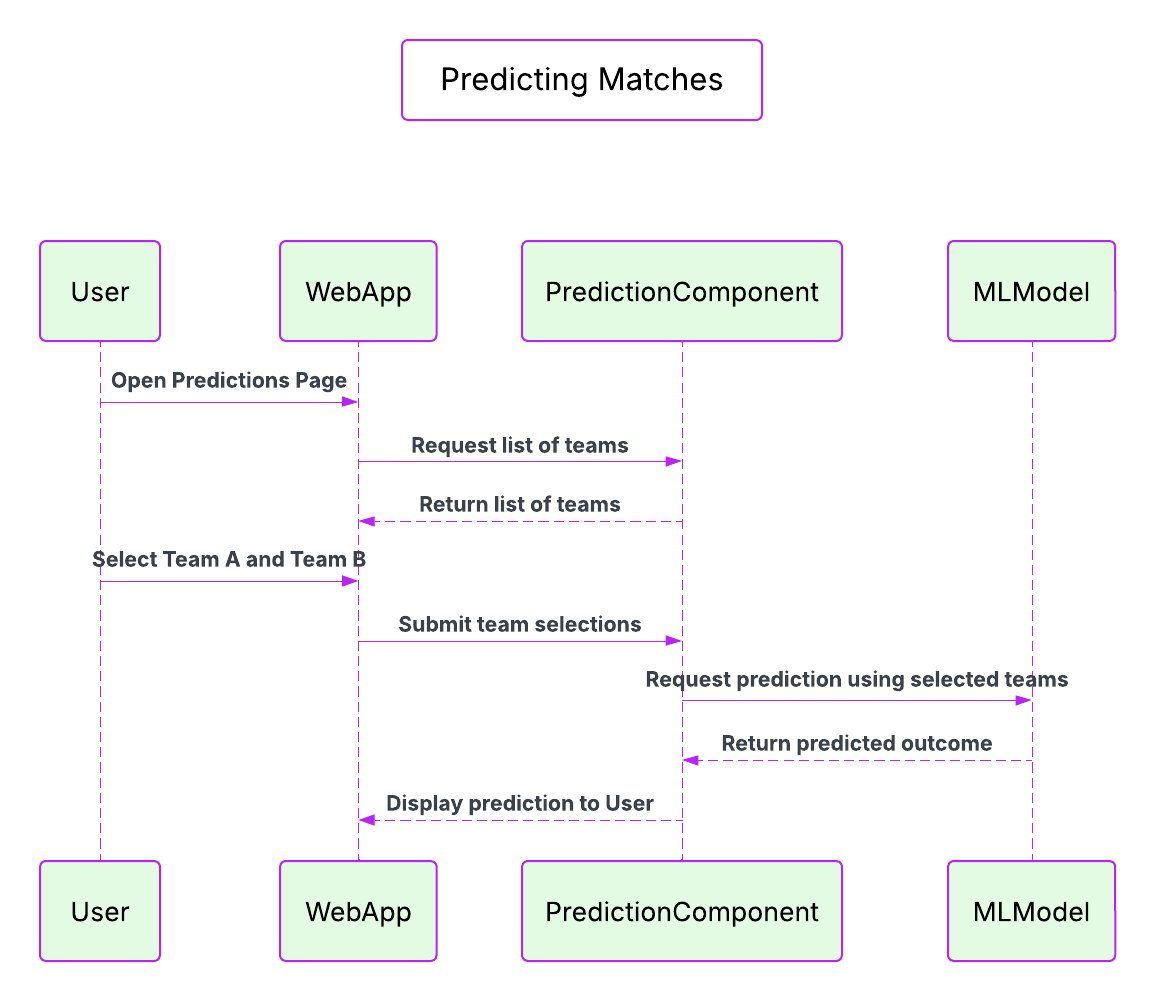 Predicting Matches
User
WebApp
PredictionComponent
MLModel
Open Predictions Page
Request list of teams
Return list of teams
Select Team A and Team B
Submit team selections
Request prediction using selected teams
Return predicted outcome
Display prediction to User
User
WebApp
PredictionComponent
MLModel